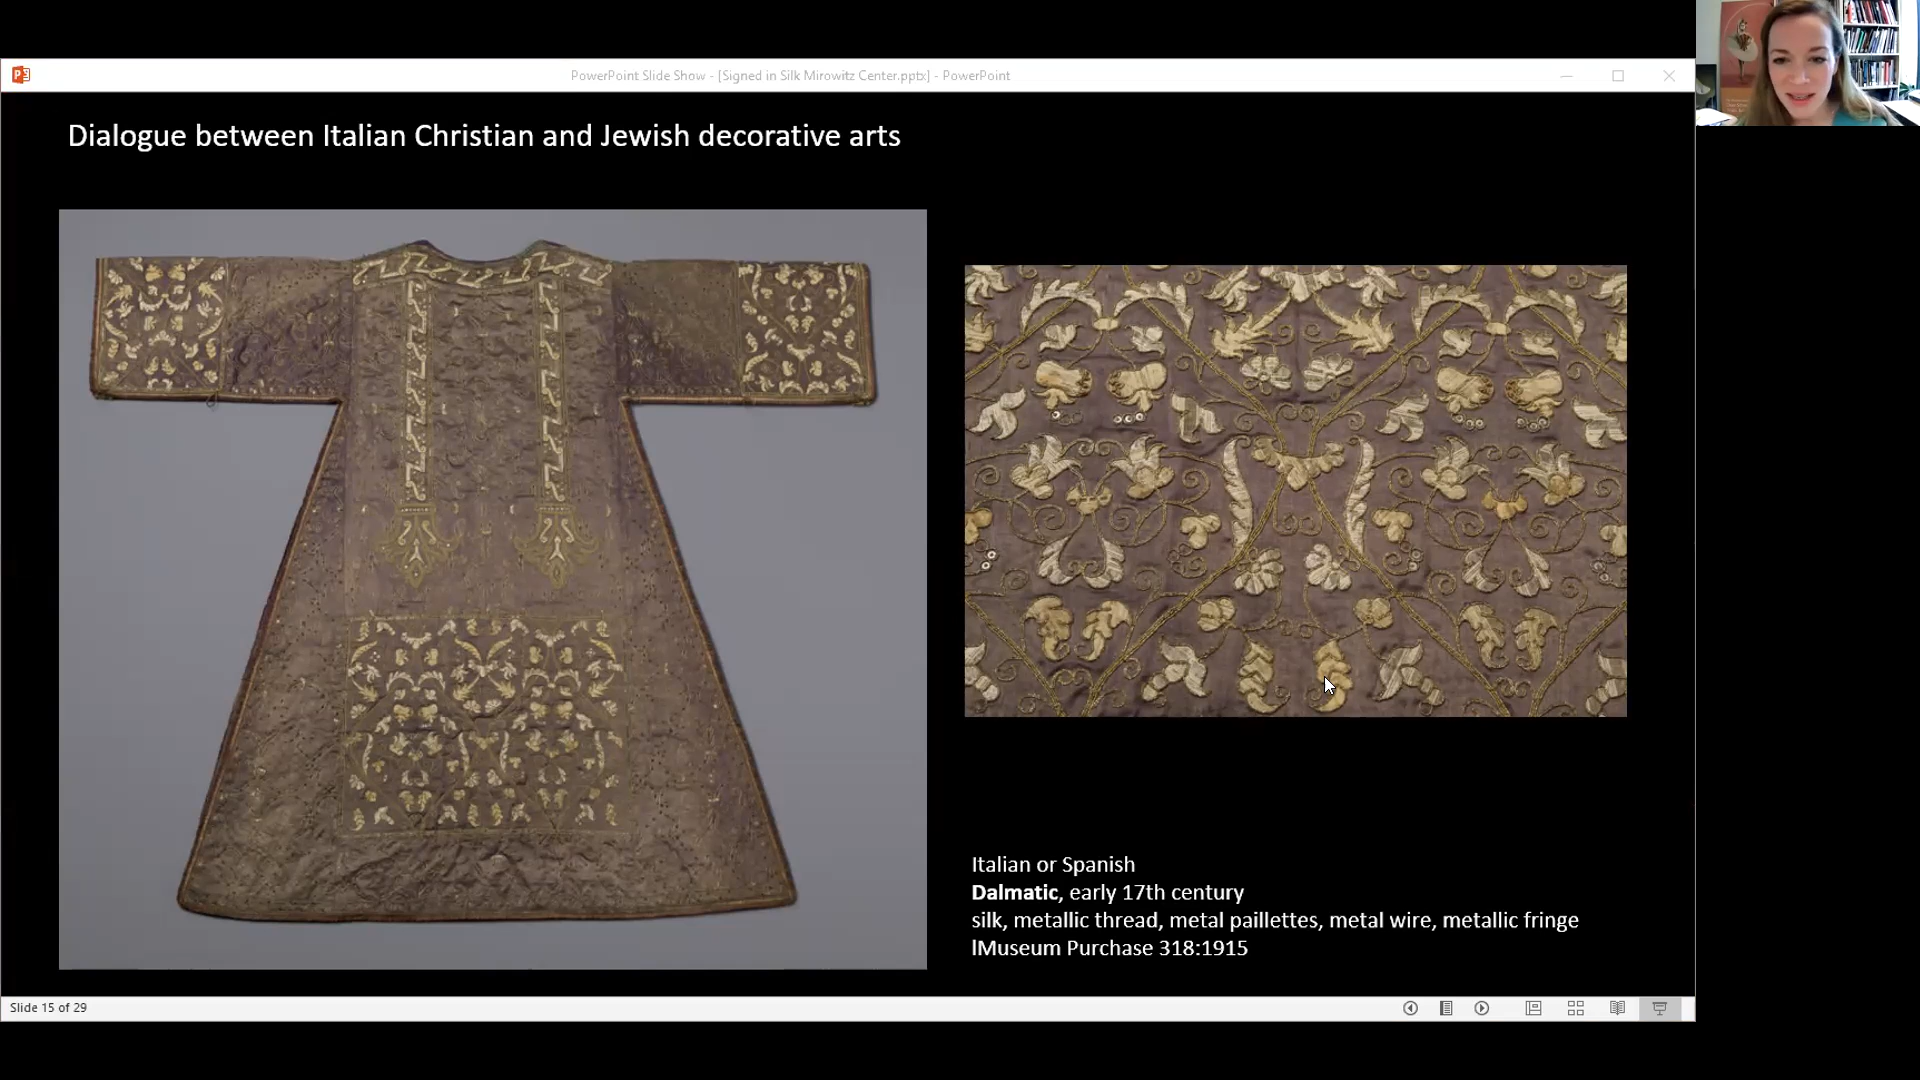 PowerPoint Slide Show - [Signed in Silk Mirowitz Center.pptx] - PowerPoint
Dialogue between Italian Christian and Jewish decorative arts
Italian or Spanish
Dalmatic, early 17th century
silk, metallic thread, metal paillettes, metal wire, metallic fringe
lMuseum Purchase 318:1915
Slide 15 of 29